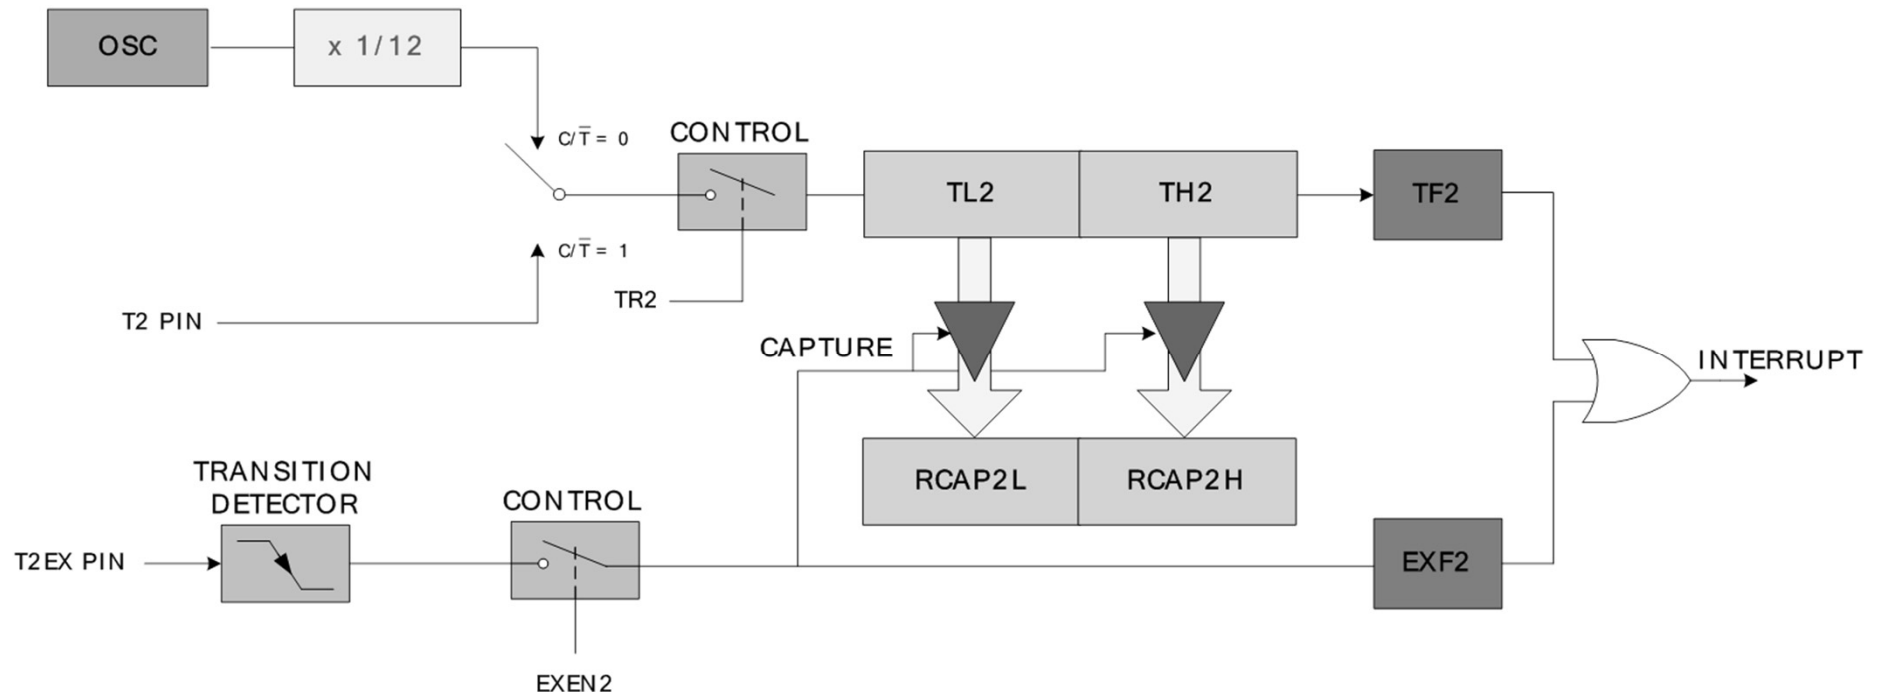 OSC
x 1/12
C/T̅ = 0
CONTROL
TL2
TH2
TF2
C/T̅ = 1
TR2
T2 PIN
CAPTURE
INTERRUPT
TRANSITION
DETECTOR
CONTROL
RCAP2L
RCAP2H
T2EX PIN
EXF2
EXEN2